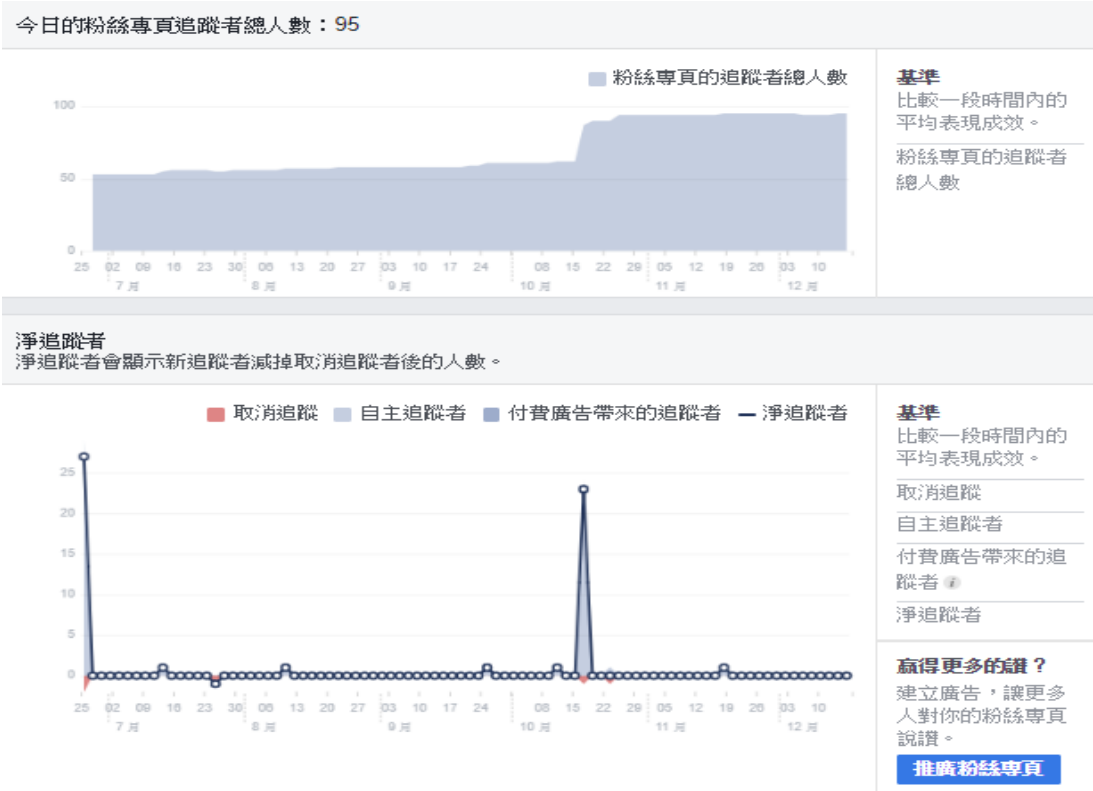 今日的粉絲專頁追蹤者總人數：95
粉絲專頁的追蹤者總人數
100
50
0
25 02 09 16 23 30 06 13 20 27 03 10 17 24 08 15 22 29 05 12 19 26 03 10
7月 8月 9月 10月 11月 12月
基準
比較一段時間內的
平均表現成效。
粉絲專頁的追蹤者
總人數
淨追蹤者
淨追蹤者會顯示新追蹤者減掉取消追蹤者後的人數。
取消追蹤 自主追蹤者 付費廣告帶來的追蹤者 淨追蹤者
25
20
15
10
5
0
25 02 09 16 23 30 06 13 20 27 03 10 17 24 08 15 22 29 05 12 19 26 03 10
7月 8月 9月 10月 11月 12月
基準
比較一段時間內的
平均表現成效。
取消追蹤
自主追蹤者
付費廣告帶來的追
蹤者 i
淨追蹤者
贏得更多的讚？
建立廣告，讓更多
人對你的粉絲專頁
說讚。
推廣粉絲專頁